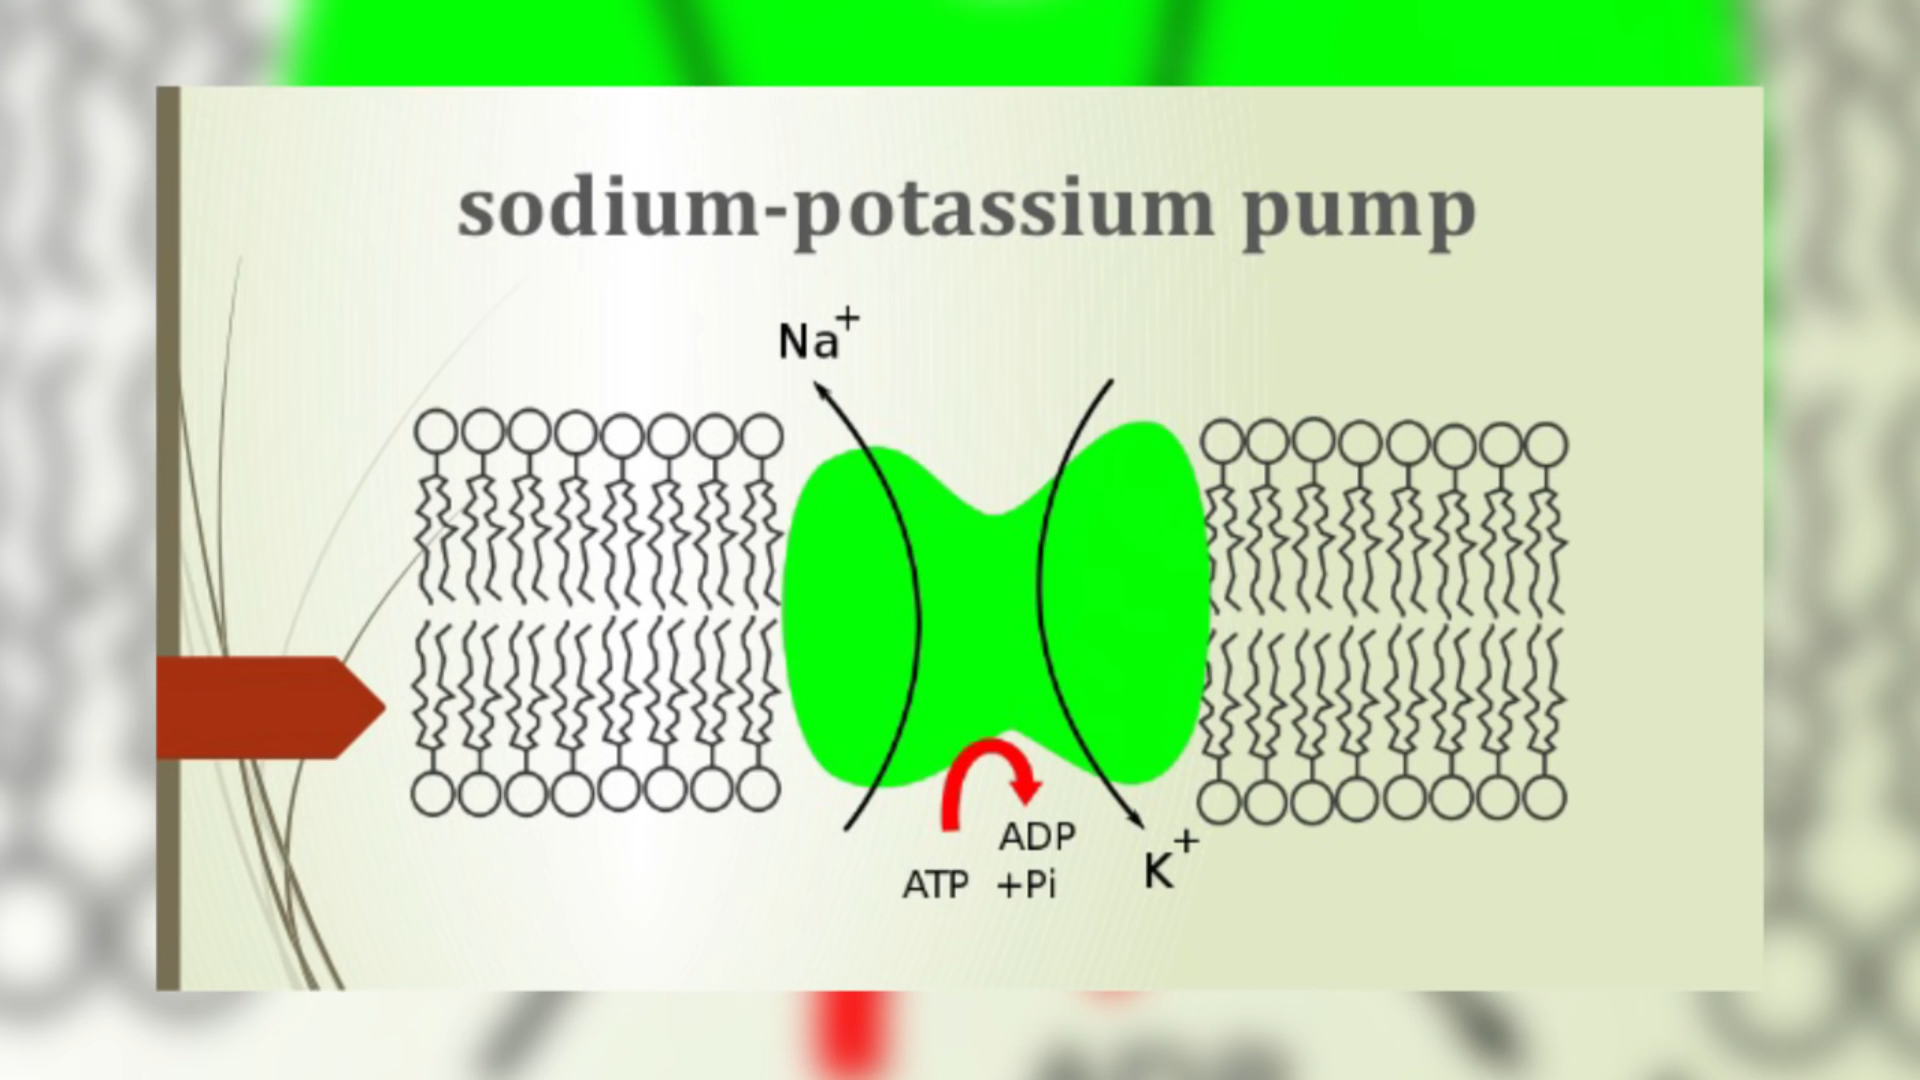 sodium-potassium pump
Na+
ADP
ATP +Pi
K+